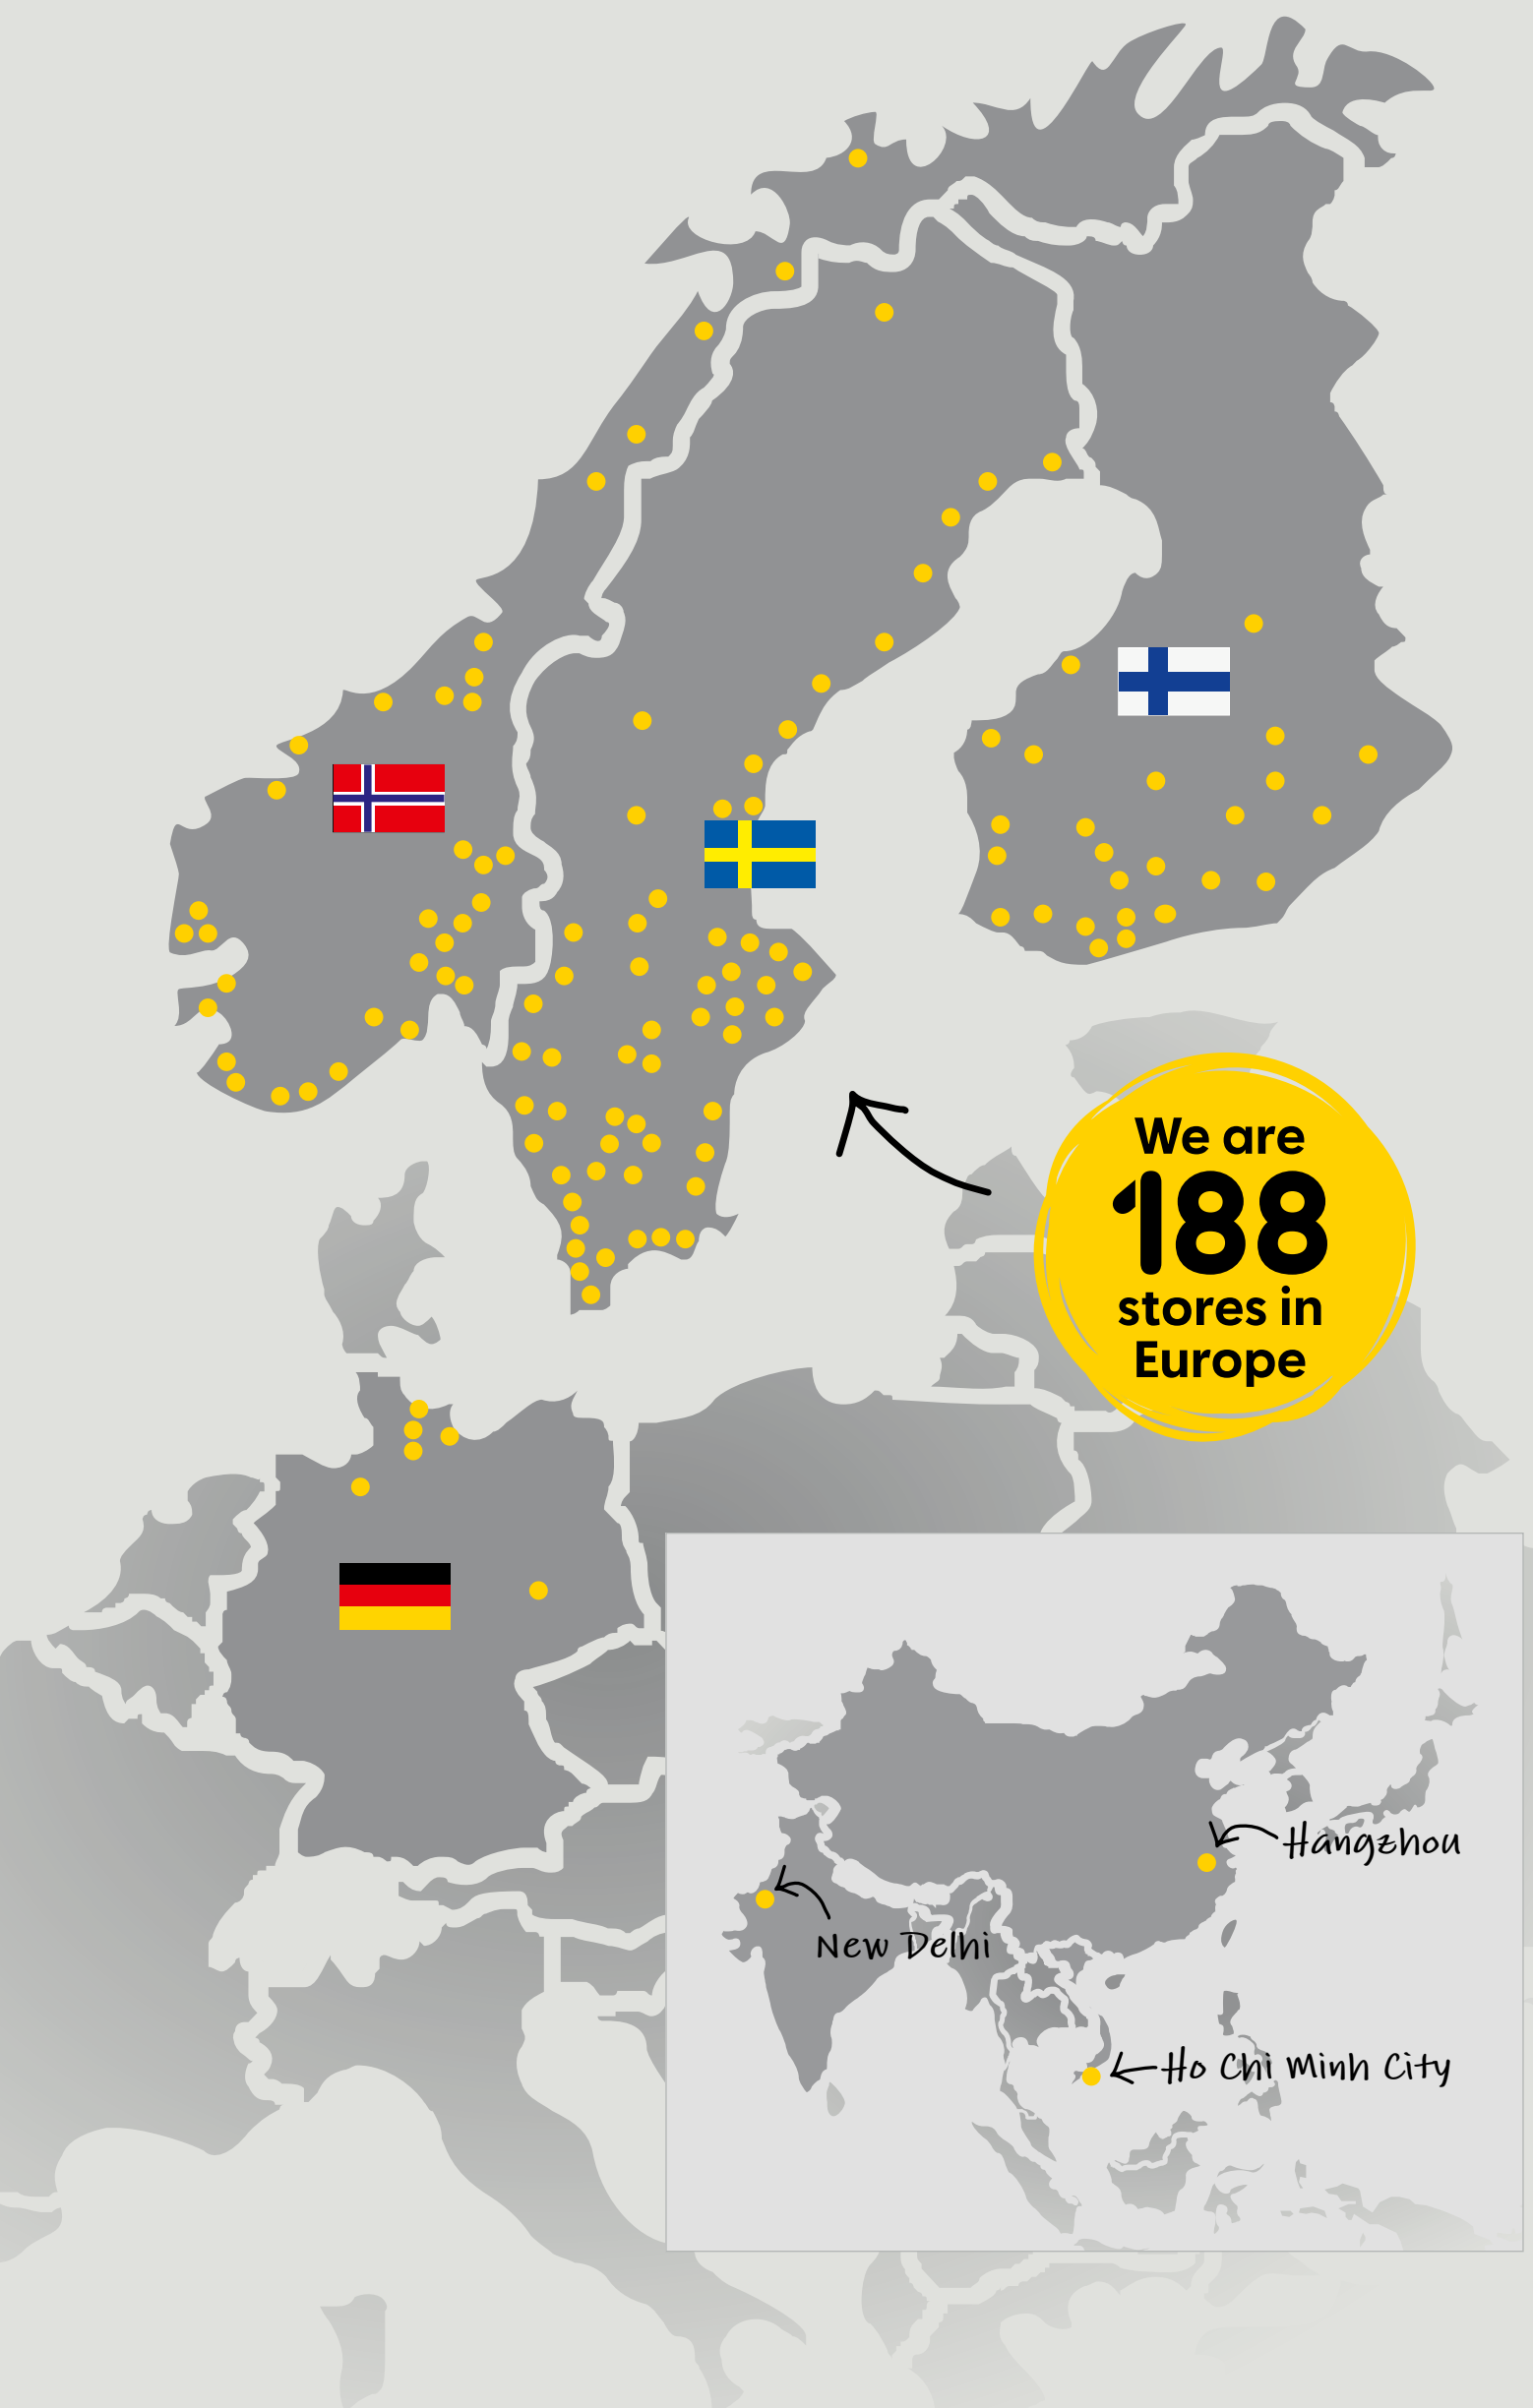 We are
188
stores in
Europe
Hangzhou
New Delhi
Ho Chi Minh City